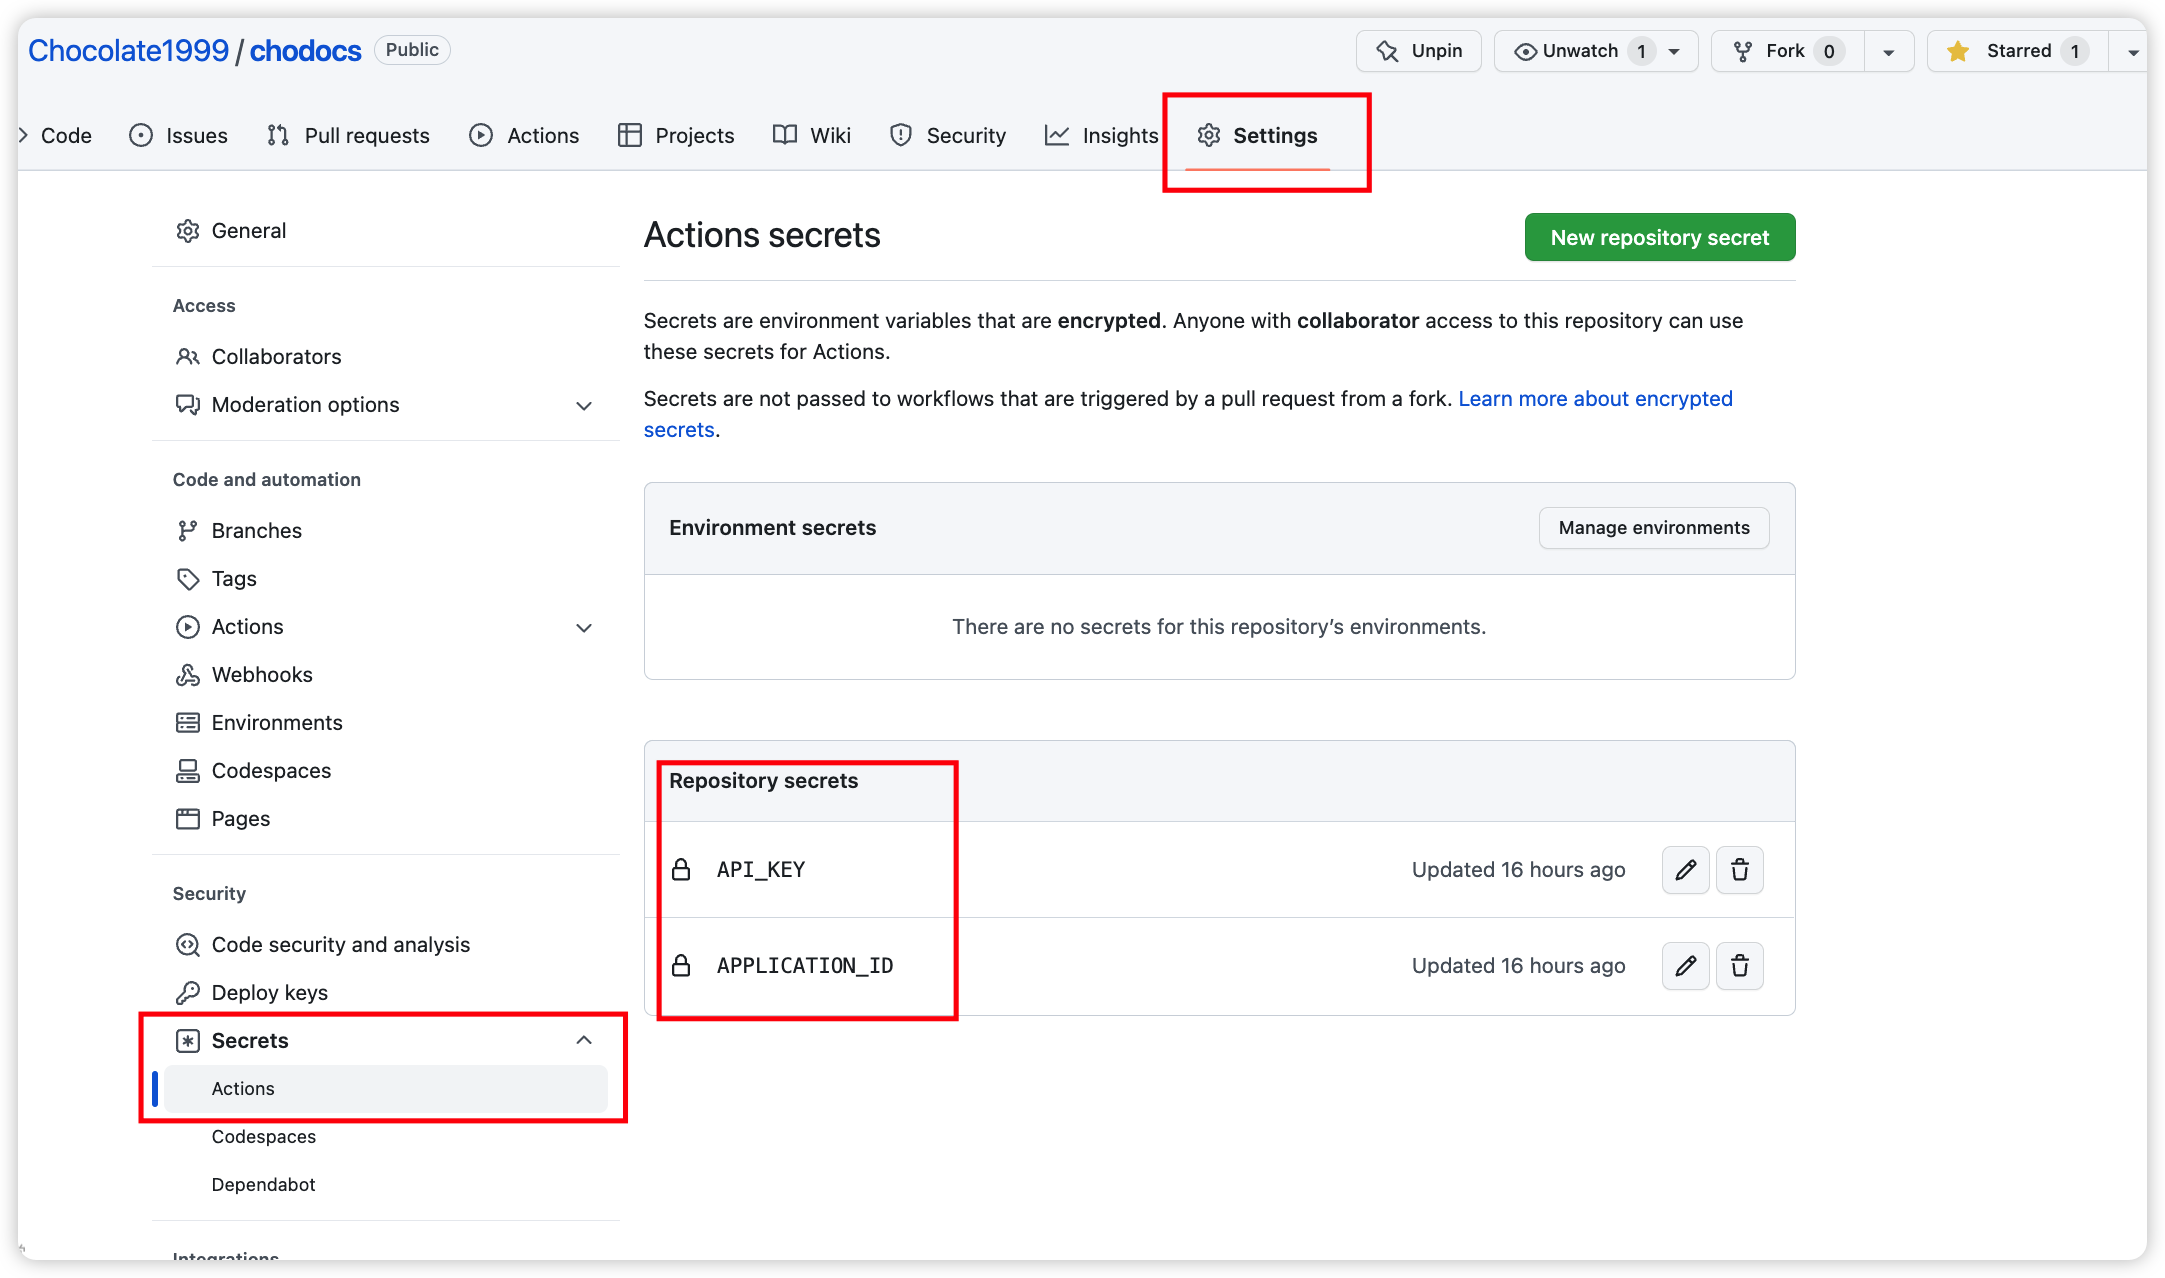 Chocolate1999 / chodocs Public
Unpin Unwatch 1 Fork 0 Starred 1
Code Issues Pull requests Actions Projects Wiki Security Insights Settings
General
Access
Collaborators
Moderation options
Code and automation
Branches
Tags
Actions
Webhooks
Environments
Codespaces
Pages
Security
Code security and analysis
Deploy keys
Secrets
Actions
Codespaces
Dependabot
Integrations
Actions secrets
New repository secret
Secrets are environment variables that are encrypted. Anyone with collaborator access to this repository can use
these secrets for Actions.
Secrets are not passed to workflows that are triggered by a pull request from a fork. Learn more about encrypted
secrets.
Environment secrets
Manage environments
There are no secrets for this repository’s environments.
Repository secrets
API_KEY Updated 16 hours ago
APPLICATION_ID Updated 16 hours ago